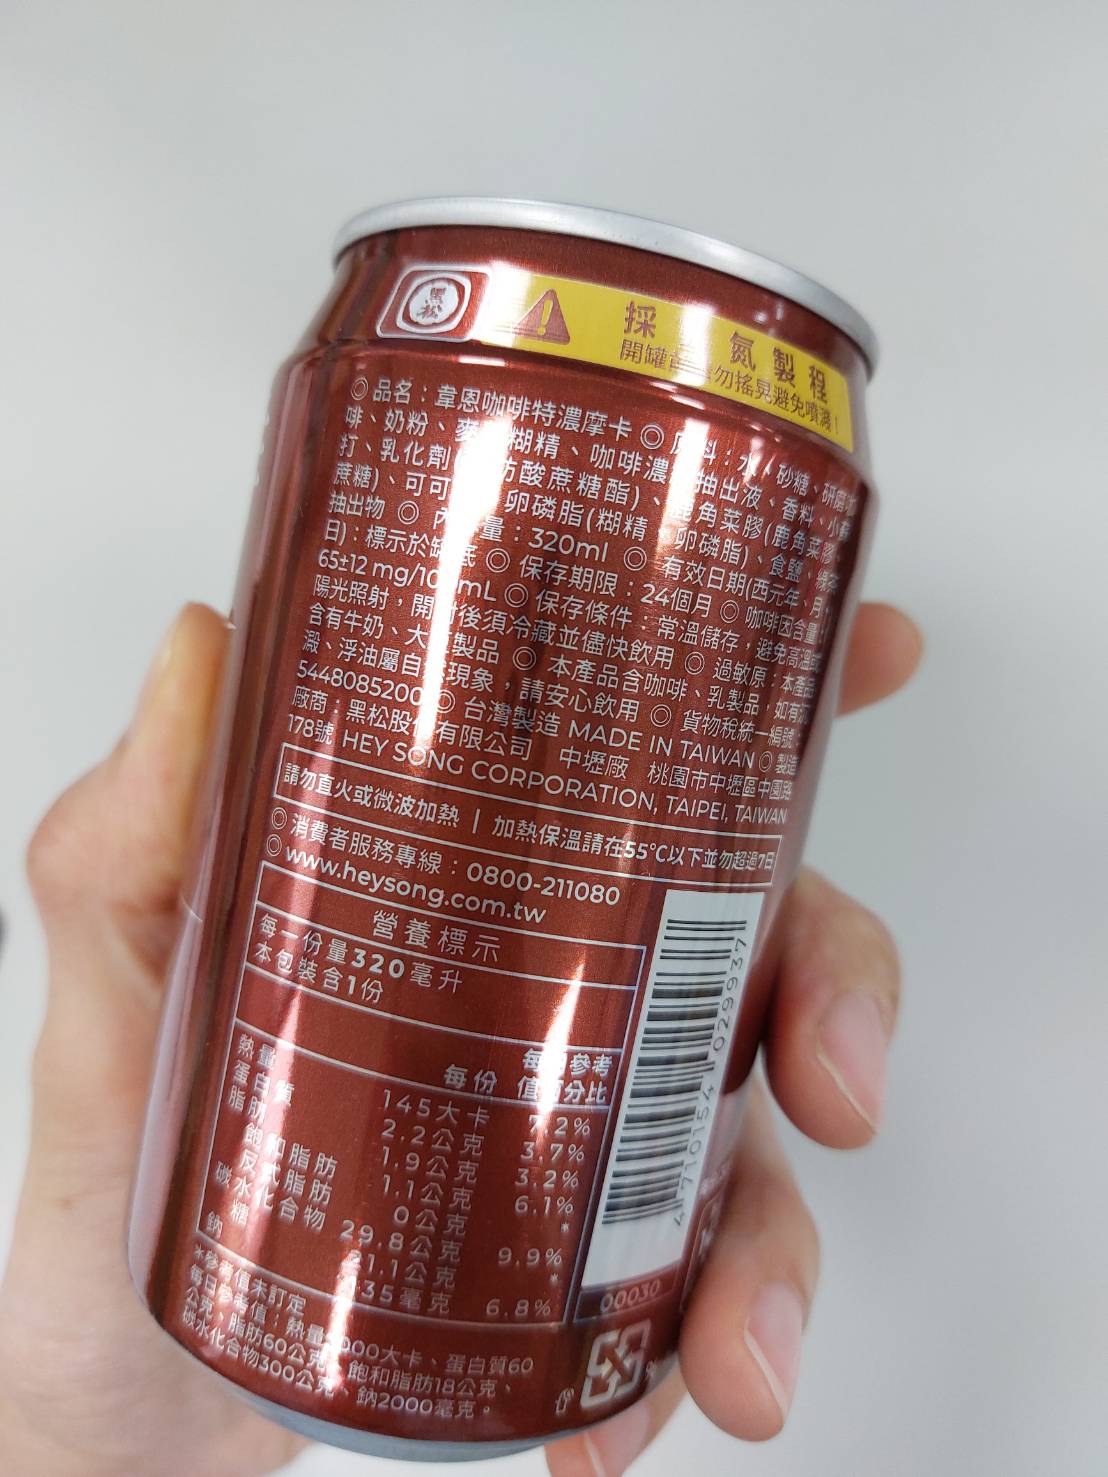 黑松
採 氮製程
開罐 勿搖晃避免噴濺!
◎ 品名：韋恩咖啡特濃摩卡 ◎ 料：水、砂糖、研磨咖
啡、奶粉、麥 糊精、咖啡濃 抽出液、香料、小蘇
打、乳化劑 肪酸蔗糖酯)、鹿角菜膠(鹿角菜膠、
蔗糖)、可可 、卵磷脂(糊精、卵磷脂)、食鹽、綠茶
抽出物 ◎ 內 量：320ml ◎ 有效日期(西元年、月、
日)：標示於罐底 ◎ 保存期限：24個月 ◎ 咖啡因含量：
65±12 mg/100mL ◎ 保存條件：常溫儲存，避免高溫或
陽光照射，開封後須冷藏並儘快飲用 ◎ 過敏原：本產品
含有牛奶、大豆製品 ◎ 本產品含咖啡、乳製品，如有沉
澱、浮油屬自然現象，請安心飲用 ◎ 貨物稅統一編號：
5448085200 ◎ 台灣製造 MADE IN TAIWAN ◎ 製造
廠商：黑松股份有限公司 中壢廠 桃園市中壢區中園路
178號 HEY SONG CORPORATION, TAIPEI, TAIWAN
請勿直火或微波加熱 | 加熱保溫請在55℃以下並勿超過7日
◎ 消費者服務專線：0800-211080
◎ www.heysong.com.tw
營養標示
每一份量320毫升
本包裝含1份
每份 每日參考值百分比
熱量 145大卡 7.2%
蛋白質 2.2公克 3.7%
脂肪 1.9公克 3.2%
飽和脂肪 1.1公克 6.1%
反式脂肪 0公克 *
碳水化合物 29.8公克 9.9%
糖 1.1公克 *
鈉 35毫克 6.8%
*參考值未訂定
每日參考值：熱量2000大卡、蛋白質60
公克、脂肪60公克、飽和脂肪18公克、
碳水化合物300公克、鈉2000毫克。
4 710154 029937
00030